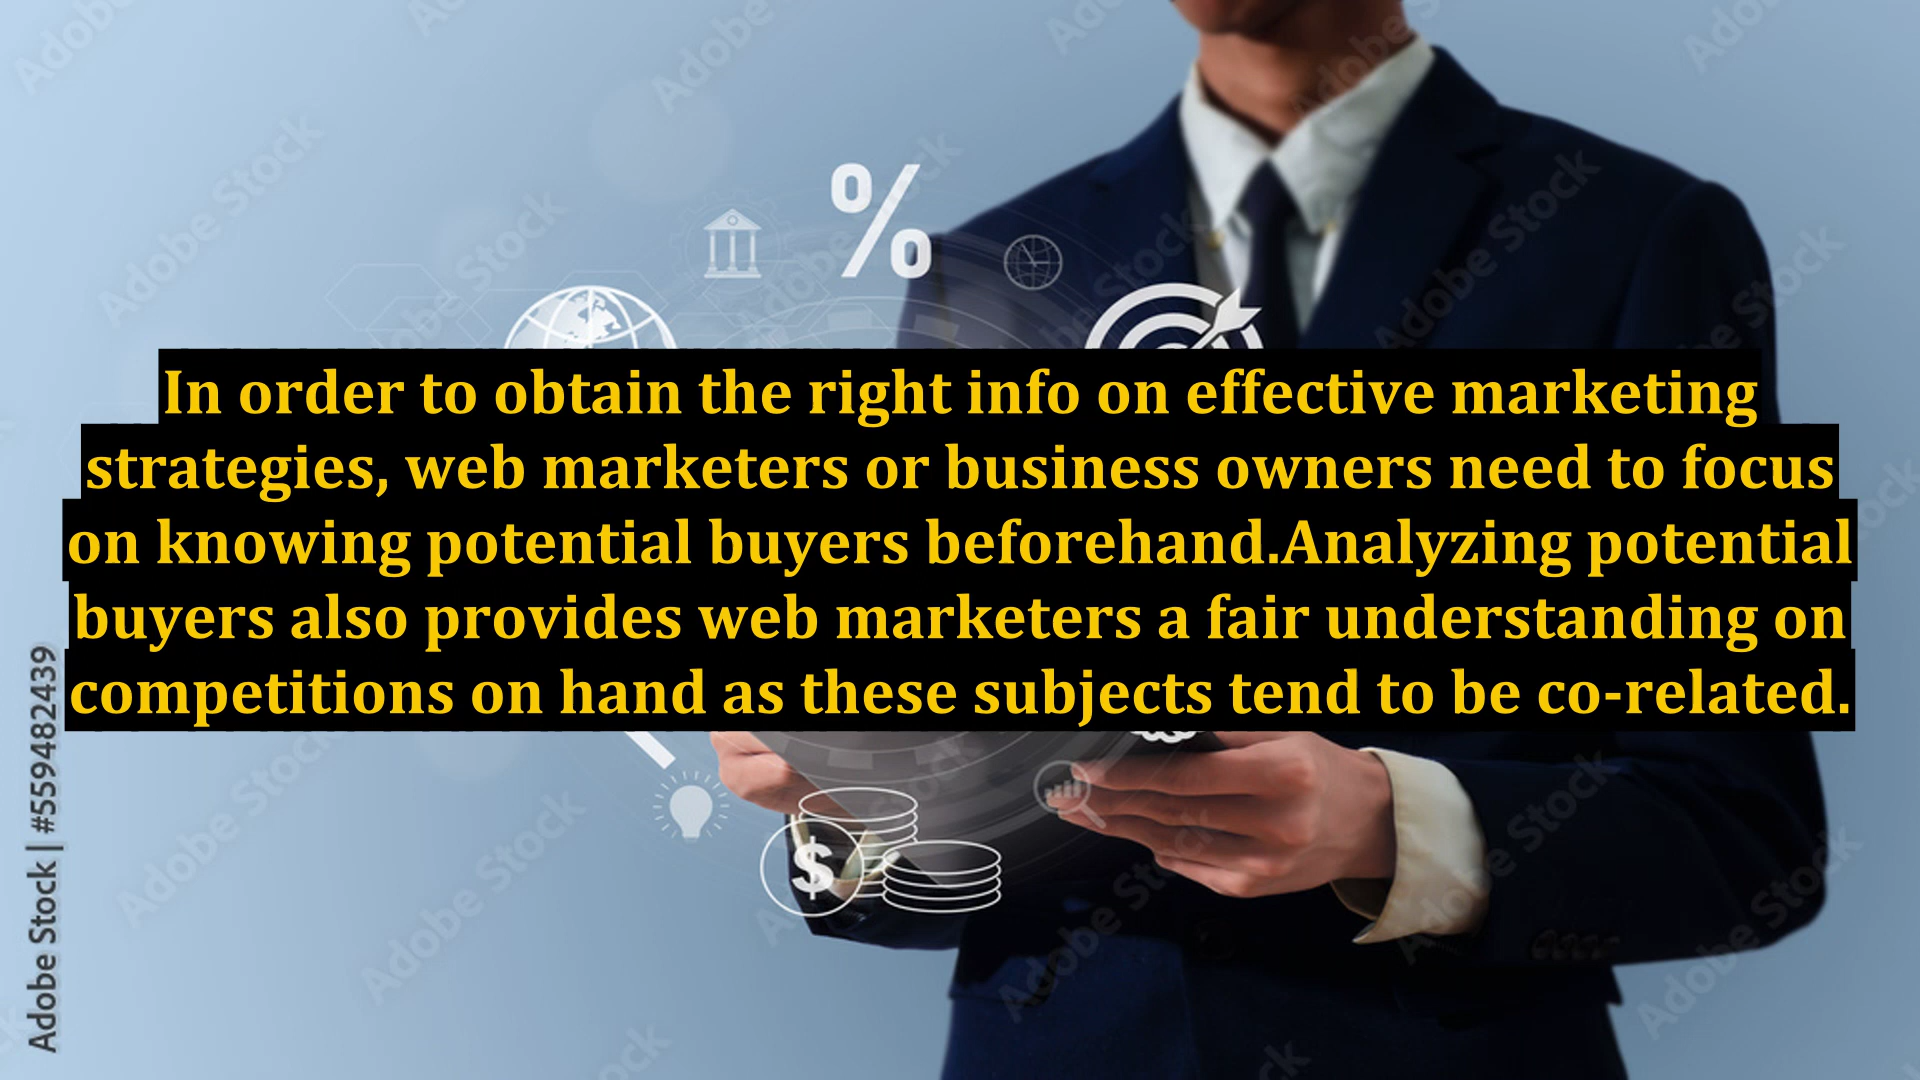 %
In order to obtain the right info on effective marketing
strategies, web marketers or business owners need to focus
on knowing potential buyers beforehand.Analyzing potential
buyers also provides web marketers a fair understanding on
competitions on hand as these subjects tend to be co-related.
$
Adobe Stock | #559482439
Adobe Stock